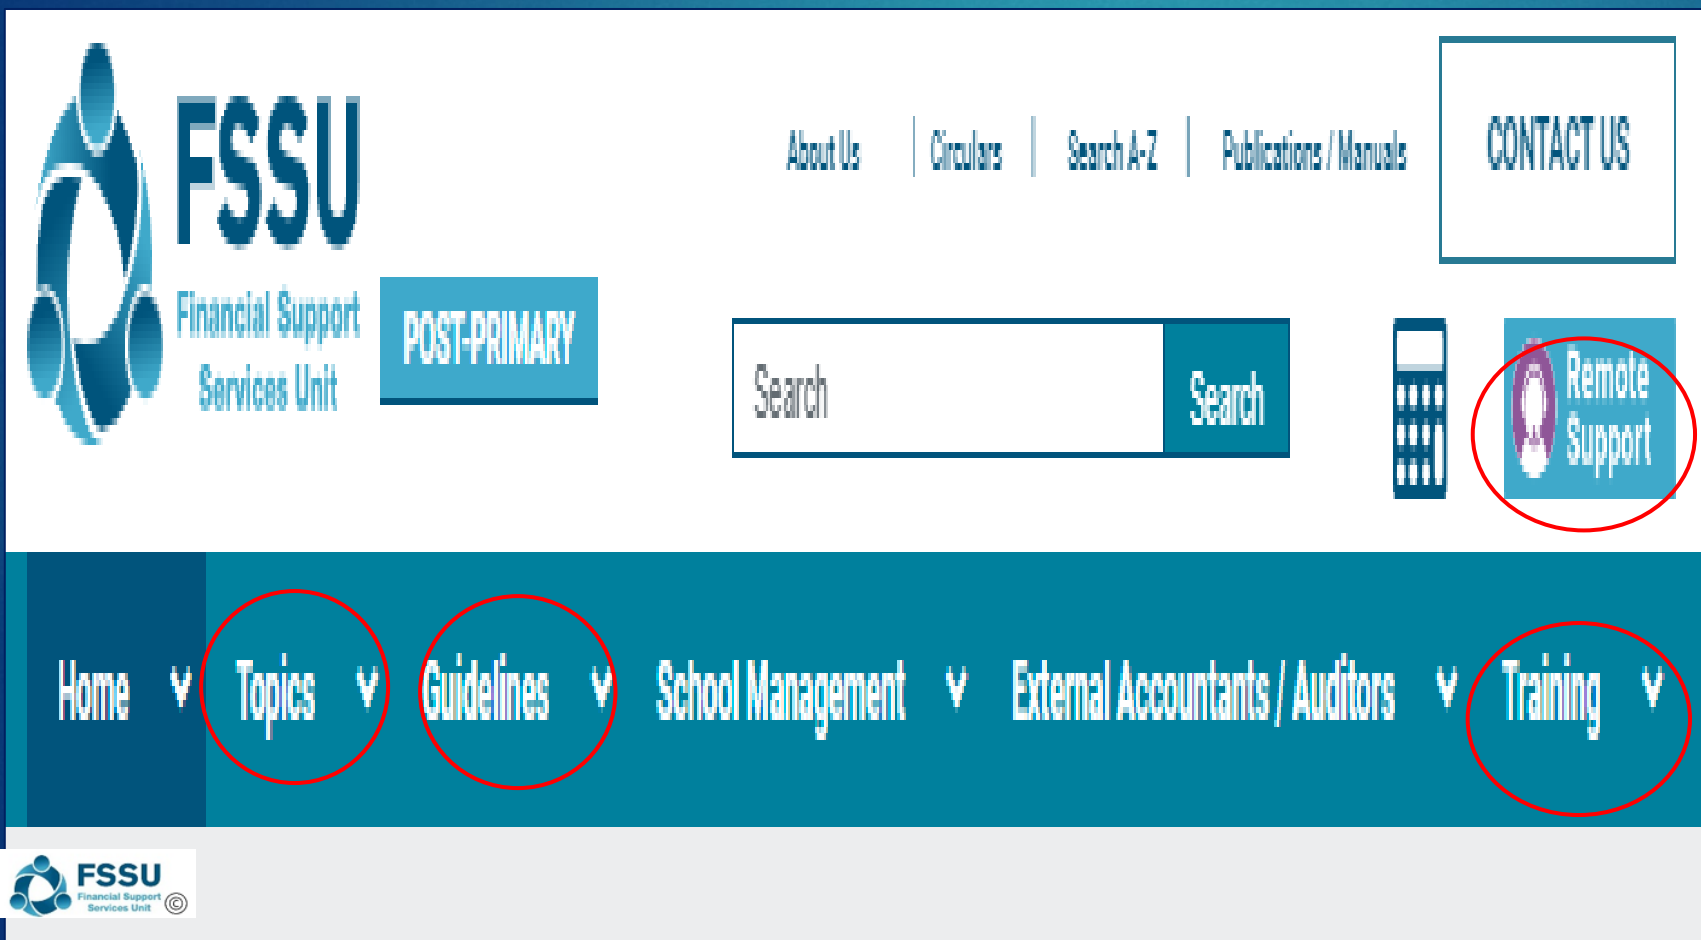 FSSU
Financial Support
Services Unit
POST-PRIMARY
About Us
Circulars
Search A-Z
Publications / Manuals
CONTACT US
Search
Search
Remote
Support
Home
Topics
Guidelines
School Management
External Accountants / Auditors
Training
FSSU
Financial Support
Services Unit
©